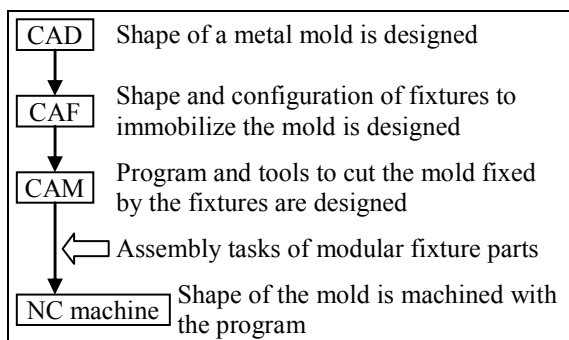 CAD Shape of a metal mold is designed
CAF Shape and configuration of fixtures to
immobilize the mold is designed
CAM Program and tools to cut the mold fixed
by the fixtures are designed
Assembly tasks of modular fixture parts
NC machine Shape of the mold is machined with
the program